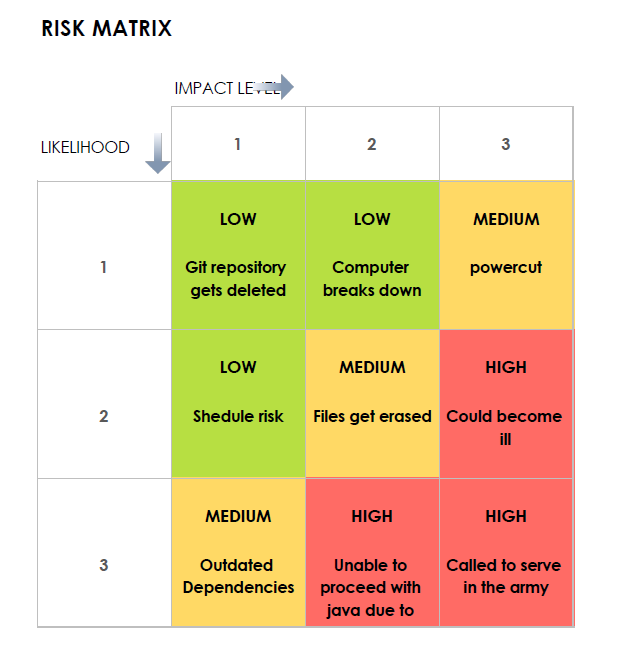 RISK MATRIX
IMPACT LEVEL
LIKELIHOOD
1
2
3
1
LOW
Git repository
gets deleted
LOW
Computer
breaks down
MEDIUM
powercut
2
LOW
Shedule risk
MEDIUM
Files get erased
HIGH
Could become
ill
3
MEDIUM
Outdated
Dependencies
HIGH
Unable to
proceed with
java due to
HIGH
Called to serve
in the army